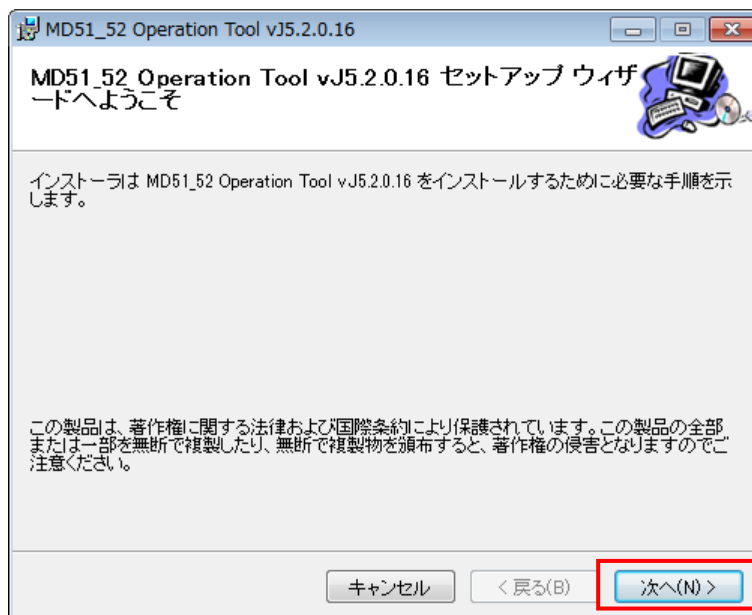 MD51_52 Operation Tool vJ5.2.0.16
MD51_52 Operation Tool vJ5.2.0.16 セットアップ ウィザ
ードへようこそ
インストーラは MD51_52 Operation Tool vJ5.2.0.16 をインストールするために必要な手順を示
します。
この製品は、著作権に関する法律および国際条約により保護されています。この製品の全部
または一部を無断で複製したり、無断で複製物を頒布すると、著作権の侵害となりますのでご
注意ください。
キャンセル
< 戻る(B)
次へ(N) >